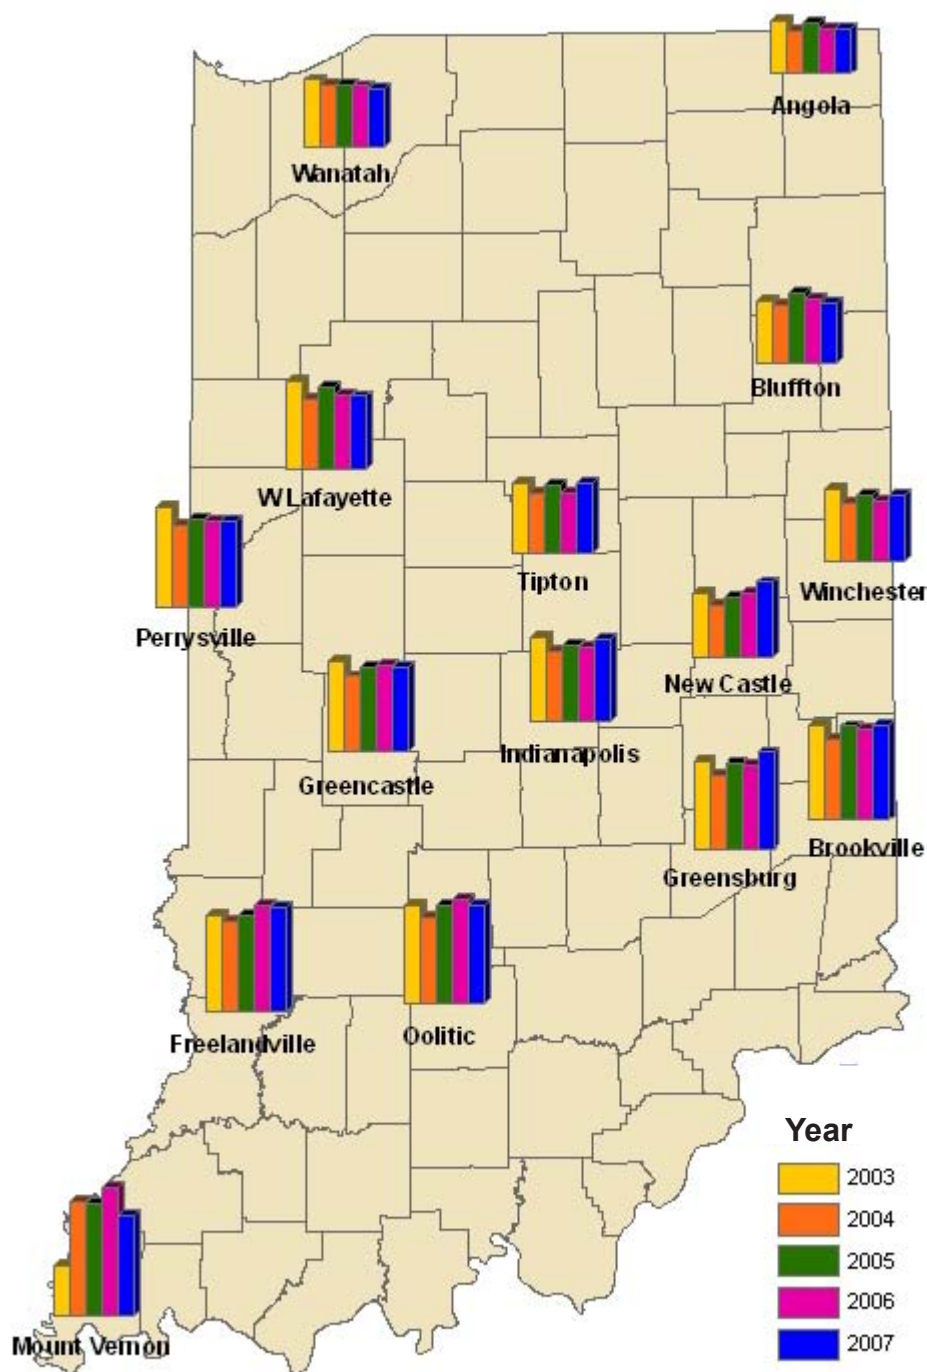 Angola
Wanatah
Bluffton
W Lafayette
Tipton
Winchester
Perrysville
New Castle
Indianapolis
Greencastle
Brookville
Greensburg
Oolitic
Freelandville
Year
2003
2004
2005
2006
2007
Mount Vernon